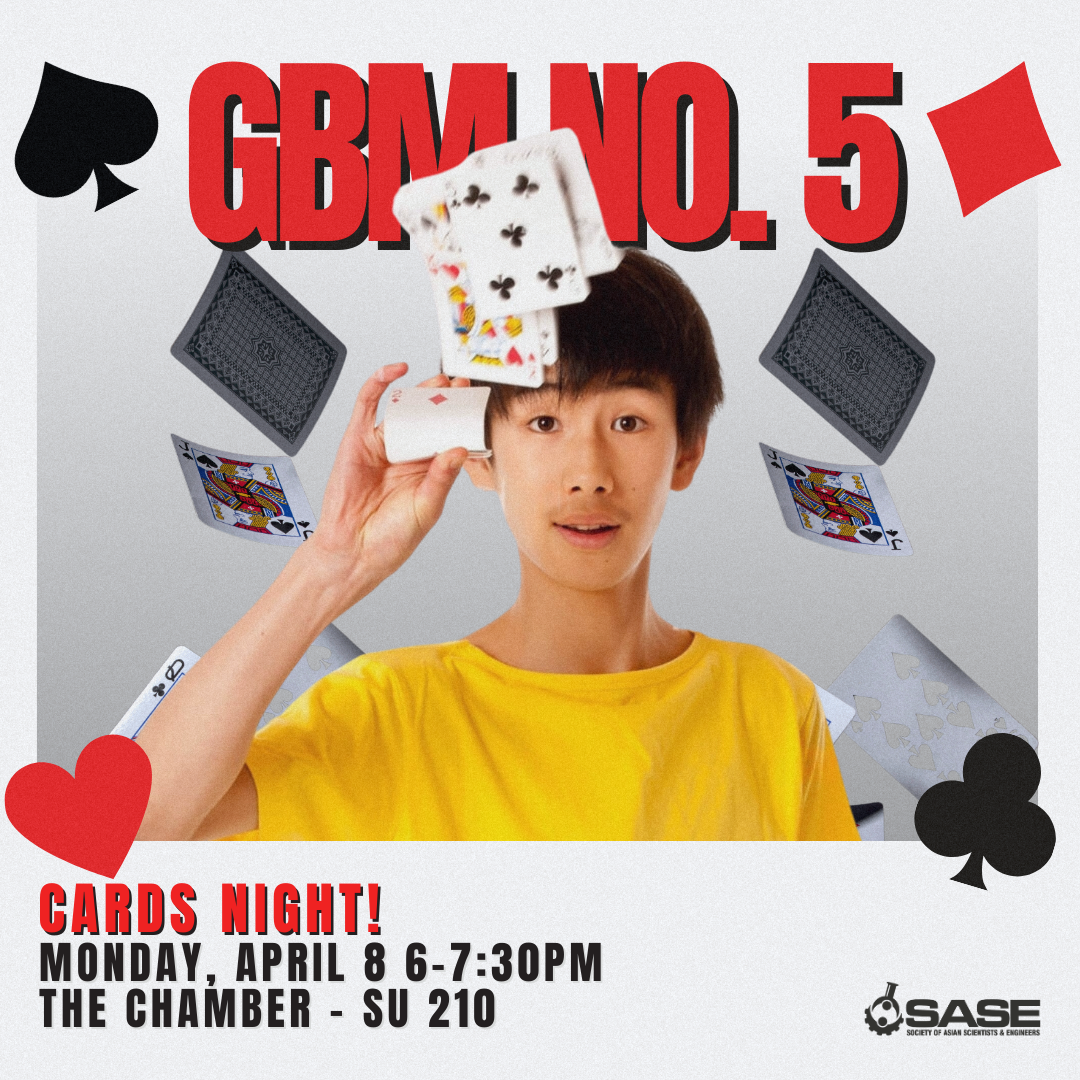 GBM NO. 5
J
J
Q
2
CARDS NIGHT!
MONDAY, APRIL 8 6-7:30PM
THE CHAMBER - SU 210
SASE
SOCIETY OF ASIAN SCIENTISTS & ENGINEERS